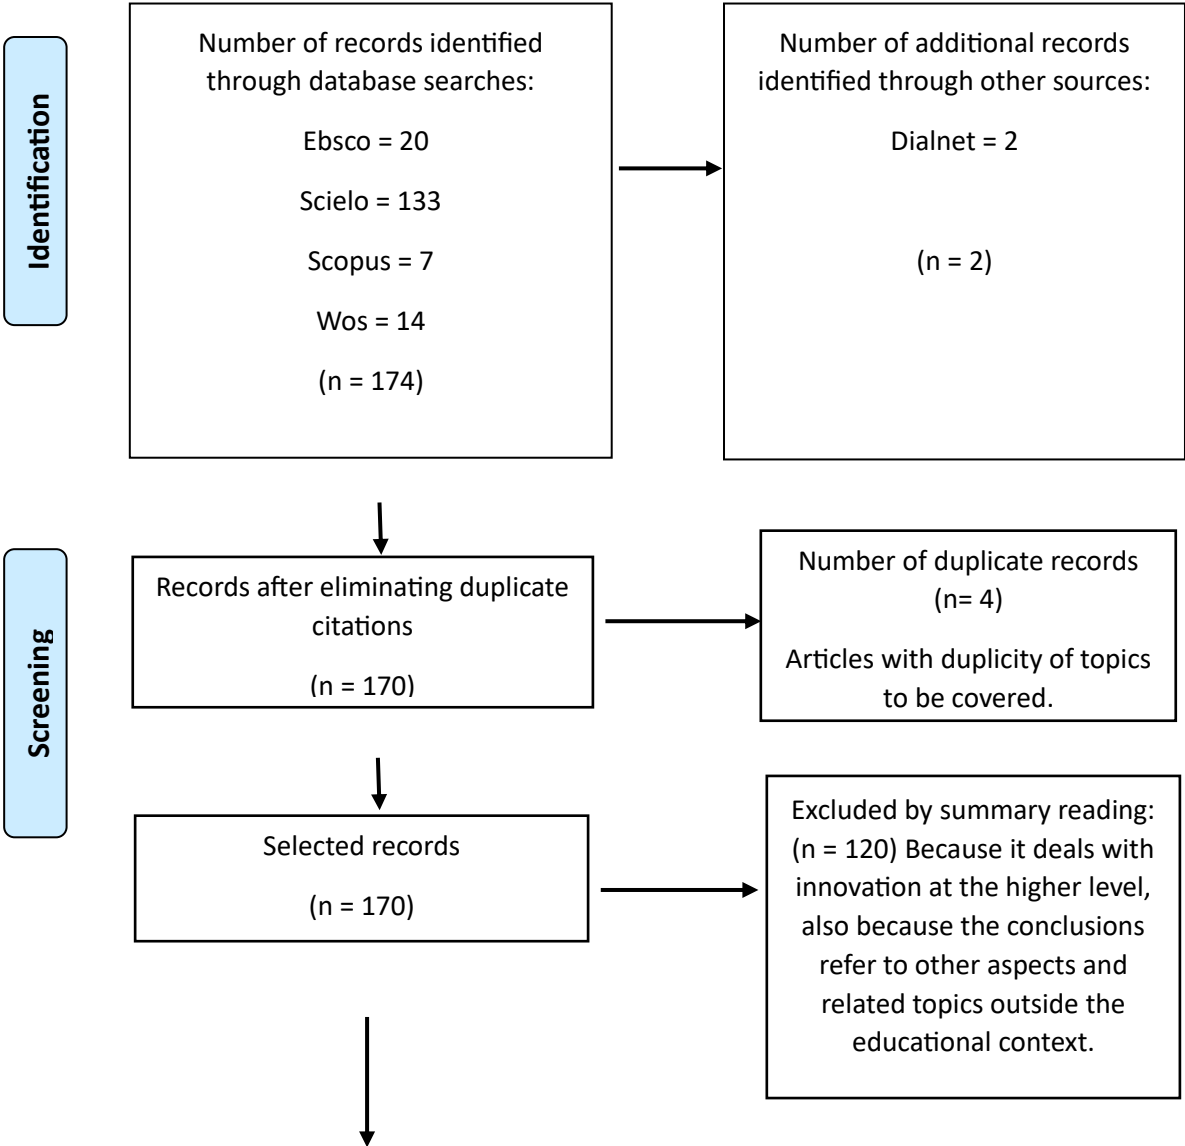 Identification
Number of records identified
through database searches:
Ebsco = 20
Scielo = 133
Scopus = 7
Wos = 14
(n = 174)
Number of additional records
identified through other sources:
Dialnet = 2
(n = 2)
Screening
Records after eliminating duplicate
citations
(n = 170)
Number of duplicate records
(n= 4)
Articles with duplicity of topics
to be covered.
Selected records
(n = 170)
Excluded by summary reading:
(n = 120) Because it deals with
innovation at the higher level,
also because the conclusions
refer to other aspects and
related topics outside the
educational context.